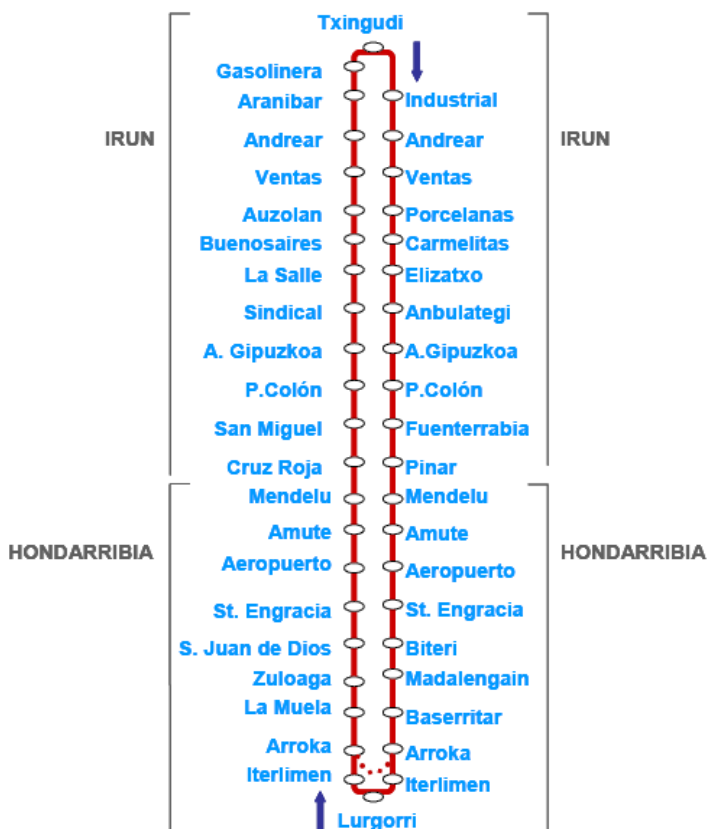 Txingudi
Gasolinera
Aranibar
Industrial
IRUN
Andrear
Andrear
IRUN
Ventas
Ventas
Auzolan
Porcelanas
Buenosaires
Carmelitas
La Salle
Elizatxo
Sindical
Anbulategi
A. Gipuzkoa
A.Gipuzkoa
P.Colón
P.Colón
San Miguel
Fuenterrabia
Cruz Roja
Pinar
Mendelu
Mendelu
Amute
Amute
HONDARRIBIA
Aeropuerto
Aeropuerto
HONDARRIBIA
St. Engracia
St. Engracia
S. Juan de Dios
Biteri
Zuloaga
Madalengain
La Muela
Baserritar
Arroka
Arroka
Iterlimen
Iterlimen
Lurgorri